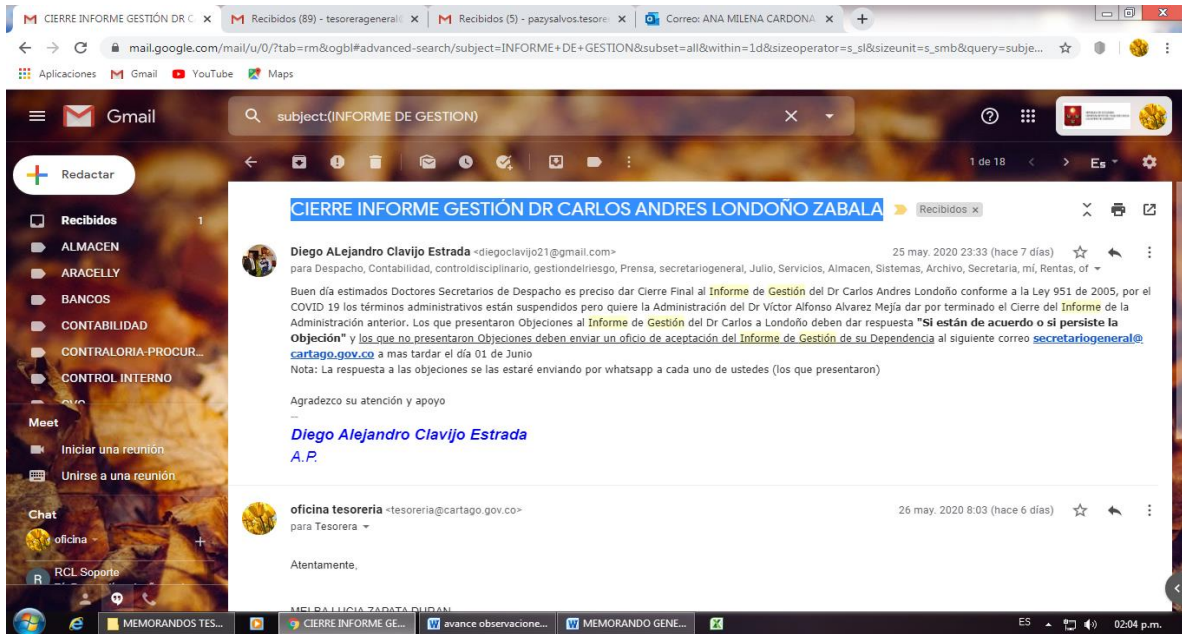 CIERRE INFORME GESTIÓN DR C
Recibidos (89) - tesorerageneral
Recibidos (5) - pazysalvos.tesore
Correo: ANA MILENA CARDONA
mail.google.com/mail/u/0/?tab=rm&ogbl#advanced-search/subject=INFORME+DE+GESTION&subset=all&within=1d&sizeoperator=s_sl&sizeunit=s_smb&query=subje...
Aplicaciones Gmail YouTube Maps
Gmail
subject:(INFORME DE GESTION)
Redactar
1 de 18
Es
Recibidos 1
ALMACEN
ARACELLY
BANCOS
CONTABILIDAD
CONTRALORIA-PROCUR...
CONTROL INTERNO
Meet
Iniciar una reunión
Unirse a una reunión
Chat
oficina
R
RCL Soporte
CIERRE INFORME GESTIÓN DR CARLOS ANDRES LONDOÑO ZABALA
Recibidos x
Diego ALejandro Clavijo Estrada <diegoclavijo21@gmail.com>
25 may. 2020 23:33 (hace 7 días)
para Despacho, Contabilidad, controldisciplinario, gestiondelriesgo, Prensa, secretariogeneral, Julio, Servicios, Almacen, Sistemas, Archivo, Secretaria, mí, Rentas, of
Buen día estimados Doctores Secretarios de Despacho es preciso dar Cierre Final al Informe de Gestión del Dr Carlos Andres Londoño conforme a la Ley 951 de 2005, por el
COVID 19 los términos administrativos están suspendidos pero quiere la Administración del Dr Víctor Alfonso Alvarez Mejía dar por terminado el Cierre del Informe de la
Administración anterior. Los que presentaron Objeciones al Informe de Gestión del Dr Carlos a Londoño deben dar respuesta "Si están de acuerdo o si persiste la
Objeción" y los que no presentaron Objeciones deben enviar un oficio de aceptación del Informe de Gestión de su Dependencia al siguiente correo secretariogeneral@
cartago.gov.co a mas tardar el día 01 de Junio
Nota: La respuesta a las objeciones se las estaré enviando por whatsapp a cada uno de ustedes (los que presentaron)
Agradezco su atención y apoyo
--
Diego Alejandro Clavijo Estrada
A.P.
oficina tesoreria <tesoreria@cartago.gov.co>
26 may. 2020 8:03 (hace 6 días)
para Tesorera
Atentamente,
MELBA LUCIA ZAPATA DURAN
MEMORANDOS TES...
CIERRE INFORME GE...
avance observacione...
MEMORANDO GENE...
ES
02:04 p.m.